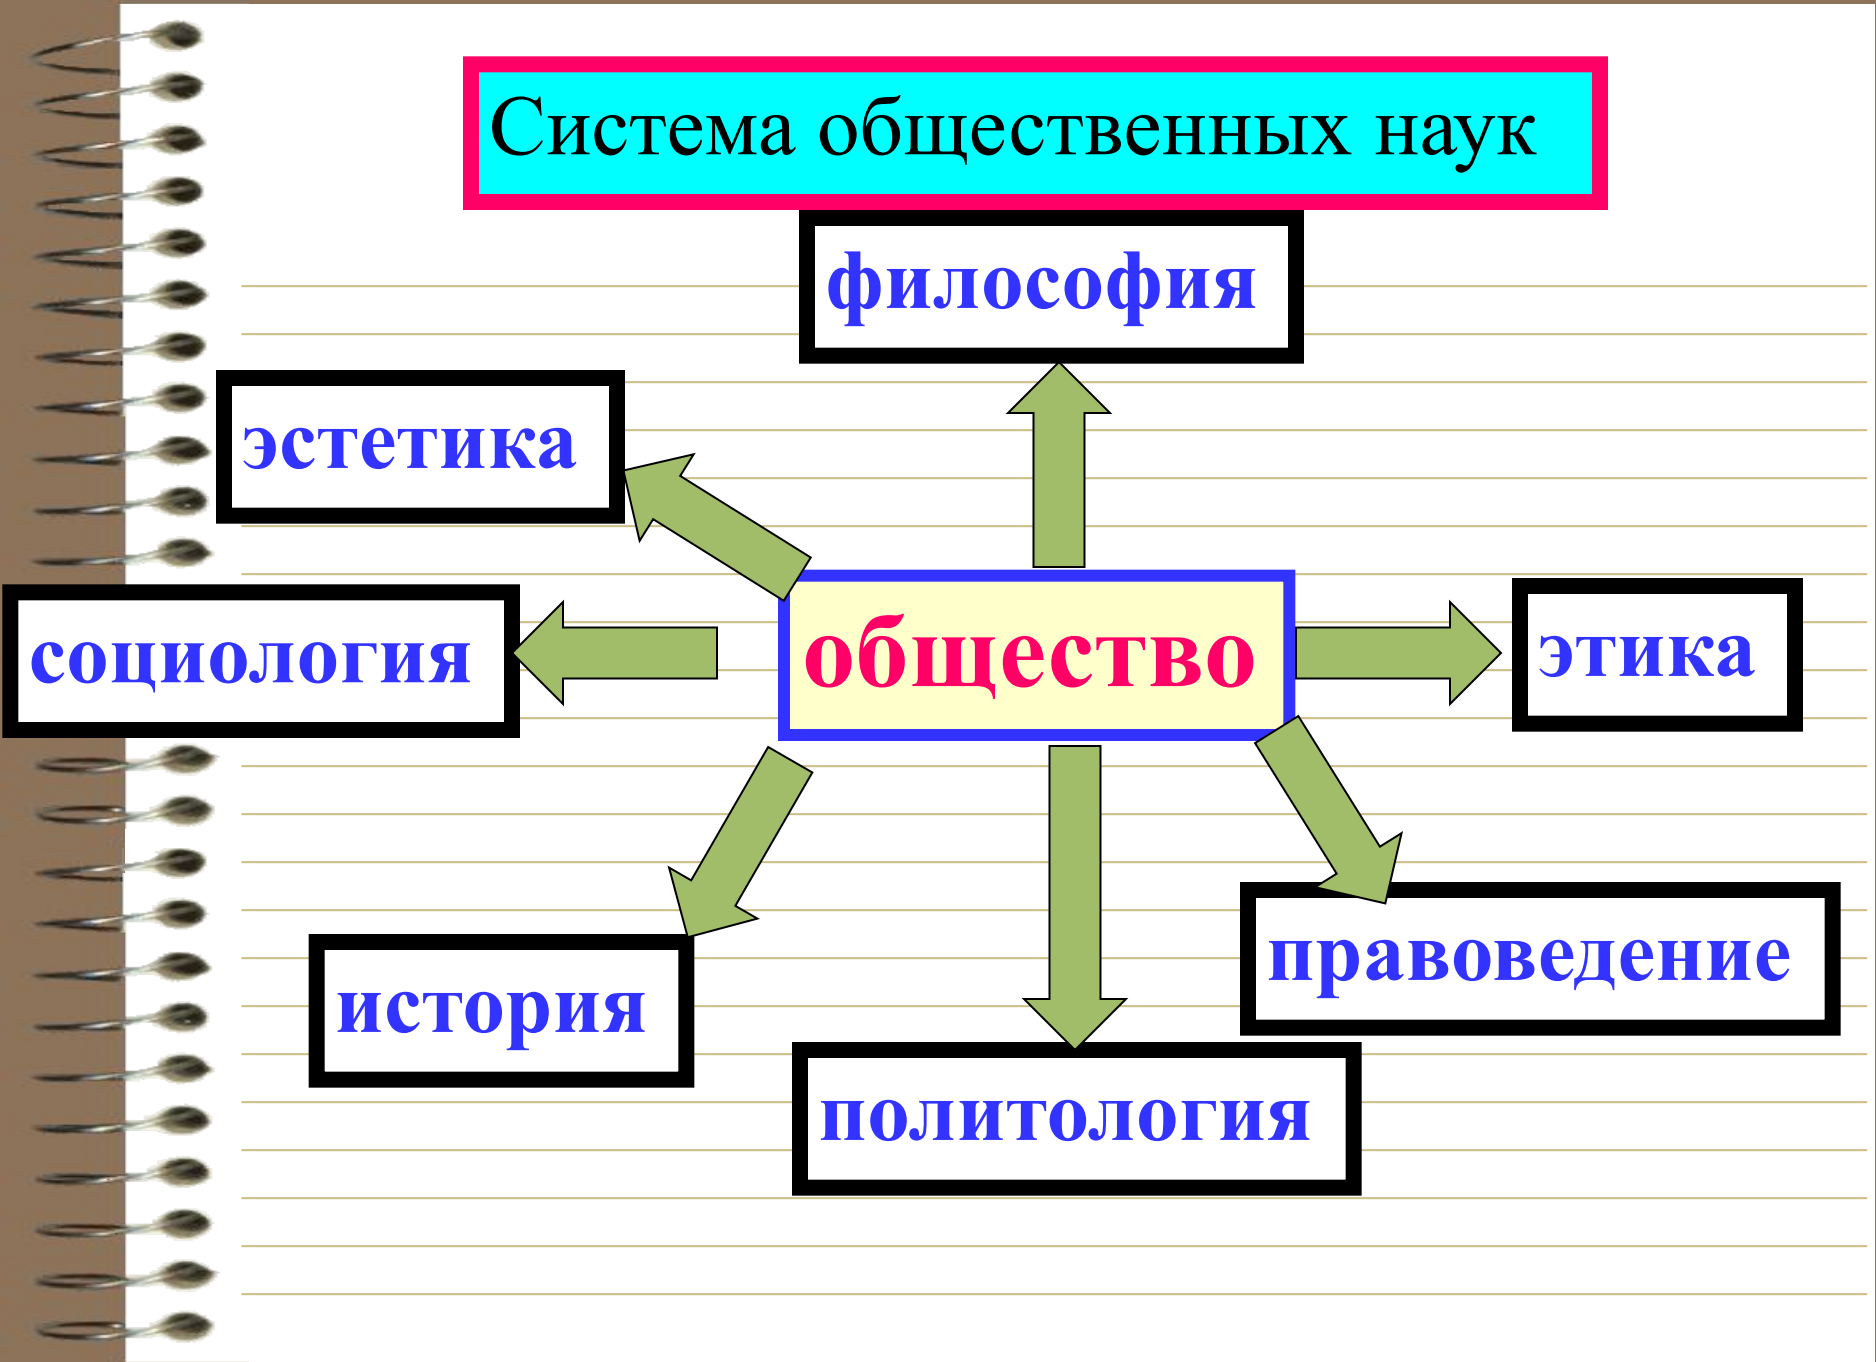 Система общественных наук
философия
эстетика
социология
общество
этика
история
правоведение
политология